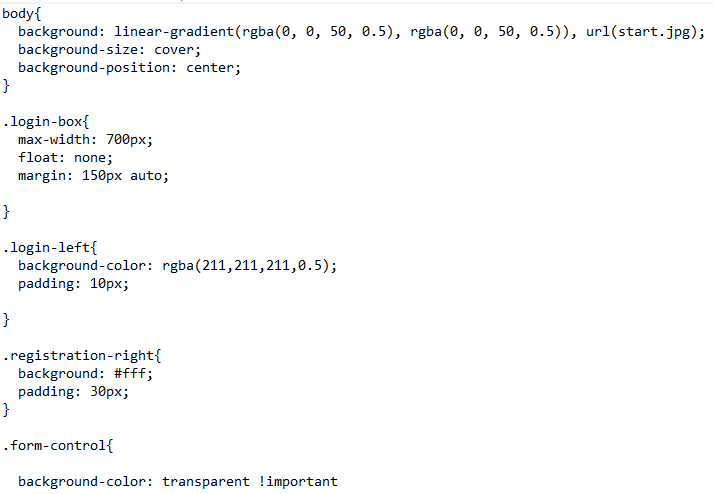 body{
  background: linear-gradient(rgba(0, 0, 50, 0.5), rgba(0, 0, 50, 0.5)), url(start.jpg);
  background-size: cover;
  background-position: center;
}
.login-box{
  max-width: 700px;
  float: none;
  margin: 150px auto;
}
.login-left{
  background-color: rgba(211,211,211,0.5);
  padding: 10px;
}
.registration-right{
  background: #fff;
  padding: 30px;
}
.form-control{
  background-color: transparent !important